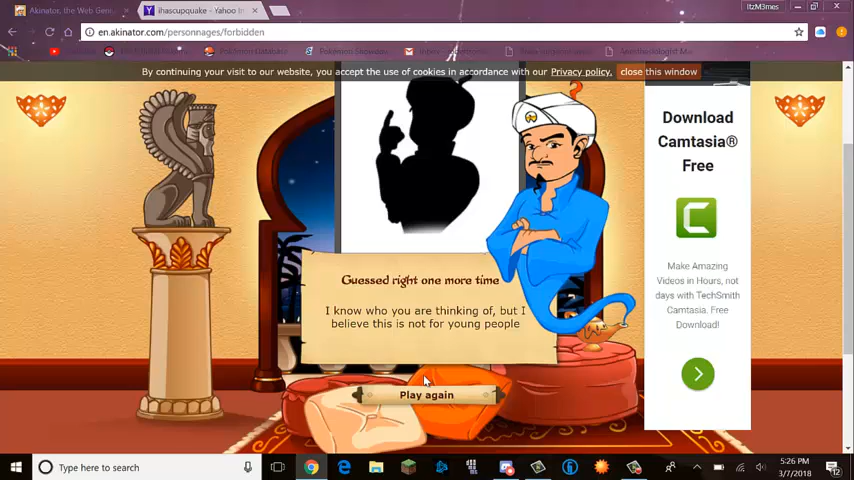 Akinator, the Web Geni
ihascupquake - Yahoo Im
ItzM3mes
en.akinator.com/personnages/forbidden
By continuing your visit to our website, you accept the use of cookies in accordance with our Privacy policy. close this window
Download
Camtasia®
Free
C
Make Amazing
Videos in Hours, not
days with TechSmith
Camtasia. Free
Download!
Guessed right one more time
I know who you are thinking of, but I
believe this is not for young people
Play again
Type here to search
5:26 PM
3/7/2018
12